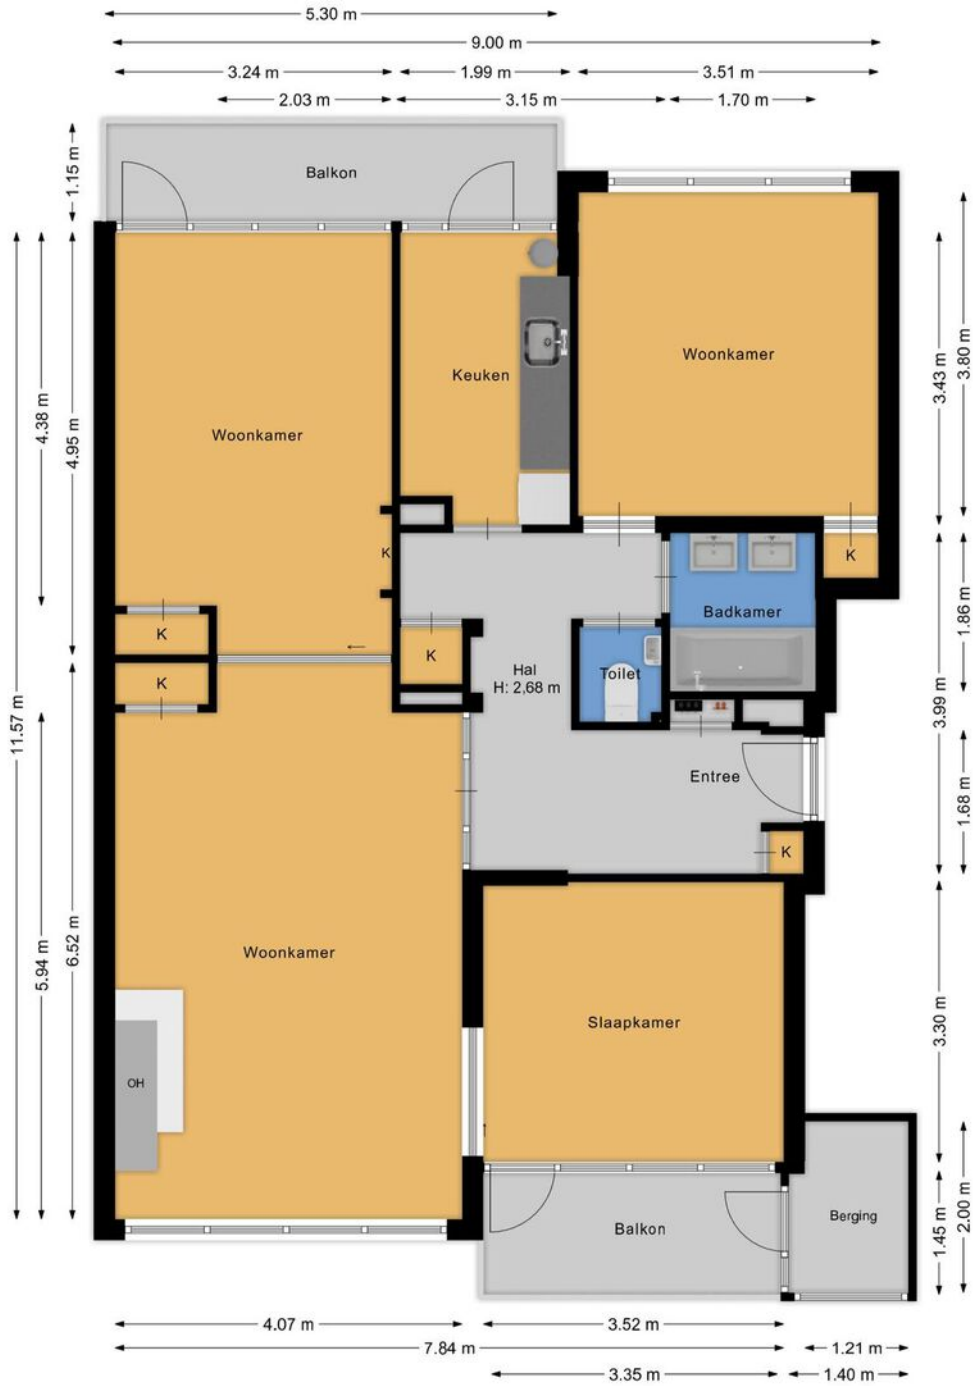 5.30 m
9.00 m
3.24 m
1.99 m
3.51 m
2.03 m
3.15 m
1.70 m
1.15 m
Balkon
Woonkamer
Keuken
Woonkamer
4.38 m
4.95 m
11.57 m
3.43 m
3.80 m
K
K
K
K
K
Badkamer
Toilet
Hal
H: 2,68 m
1.86 m
3.99 m
1.68 m
Entree
K
Woonkamer
Slaapkamer
OH
5.94 m
6.52 m
3.30 m
Balkon
Berging
1.45 m
2.00 m
4.07 m
3.52 m
7.84 m
1.21 m
3.35 m
1.40 m